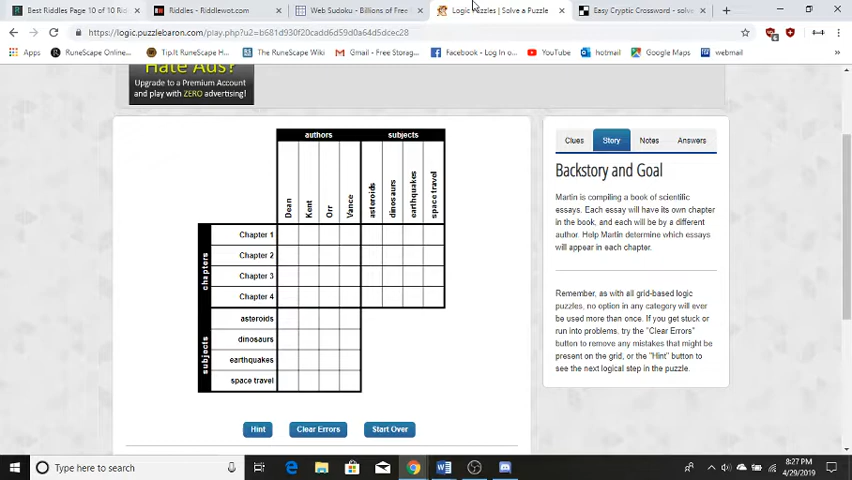 Best Riddles Page 10 of 10 Rid
Riddles - Riddlewot.com
Web Sudoku - Billions of Free
Logic Puzzles | Solve a Puzzle
Easy Cryptic Crossword - solve
https://logic.puzzlebaron.com/play.php?u2=b681d930f20cadd6d59d0a64d5dcec28
Apps
RuneScape Online
Tip.It RuneScape H
The RuneScape Wiki
Gmail - Free Storag
Facebook - Log In o
YouTube
hotmail
Google Maps
webmail
Hate Ads?
Upgrade to a Premium Account
and play with ZERO advertising!
authors
subjects
Dean
Kent
Orr
Vance
asteroids
dinosaurs
earthquakes
space travel
chapters
Chapter 1
Chapter 2
Chapter 3
Chapter 4
subjects
asteroids
dinosaurs
earthquakes
space travel
Hint
Clear Errors
Start Over
Clues
Story
Notes
Answers
Backstory and Goal
Martin is compiling a book of scientific
essays. Each essay will have its own chapter
in the book, and each will be by a different
author. Help Martin determine which essays
will appear in each chapter.
Remember, as with all grid-based logic
puzzles, no option in any category will ever
be used more than once. If you get stuck or
run into problems, try the "Clear Errors"
button to remove any mistakes that might be
present on the grid, or the "Hint" button to
see the next logical step in the puzzle.
Type here to search
8:27 PM
4/29/2019